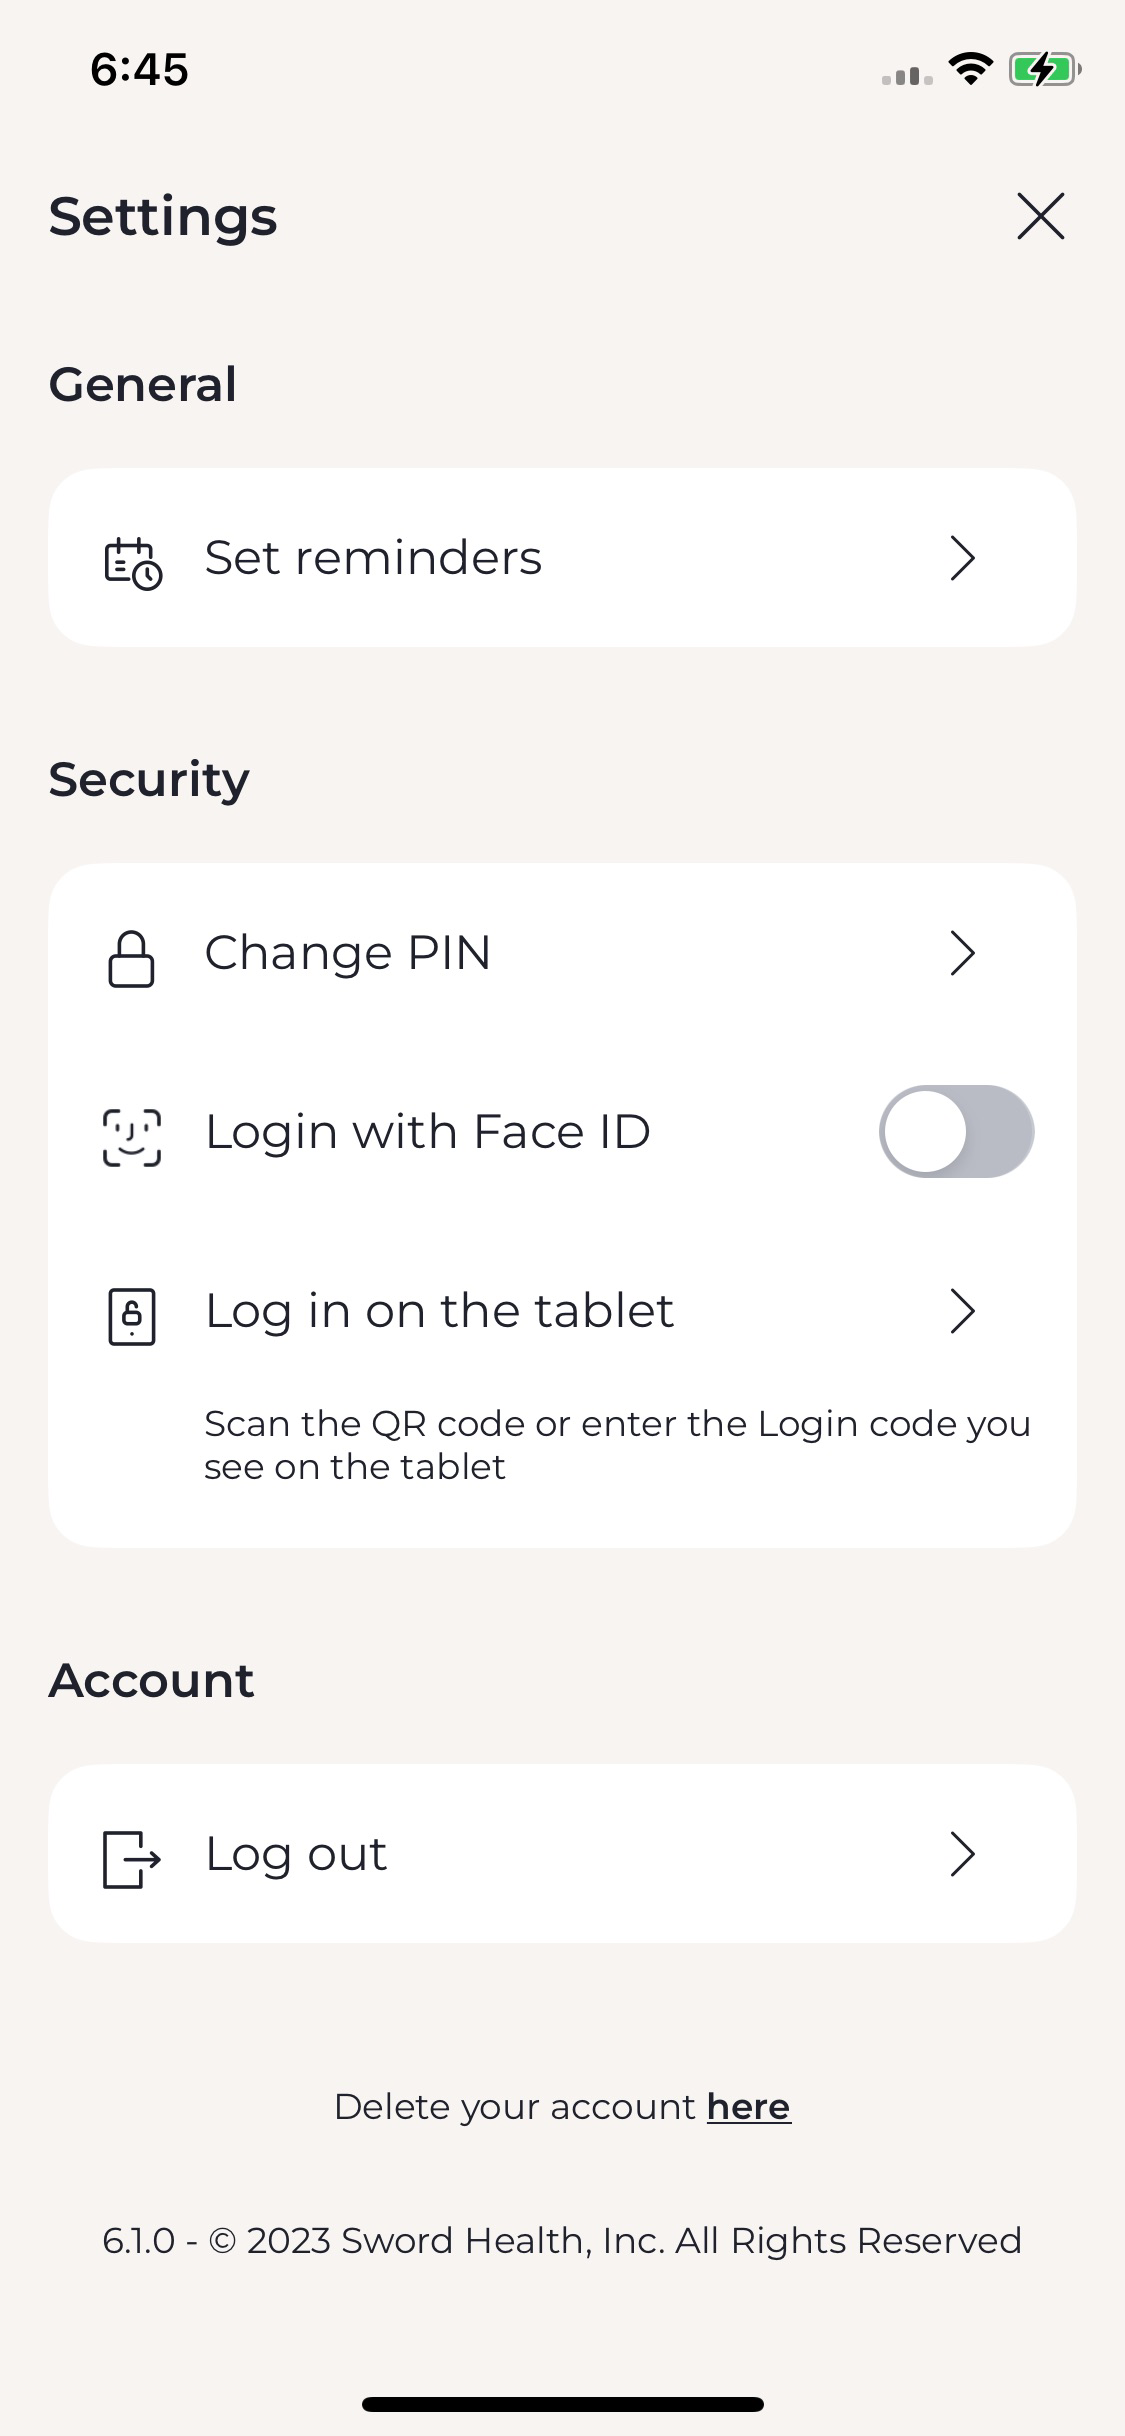 6:45
Settings
General
Set reminders
Security
Change PIN
Login with Face ID
Log in on the tablet
Scan the QR code or enter the Login code you
see on the tablet
Account
Log out
Delete your account here
6.1.0 - © 2023 Sword Health, Inc. All Rights Reserved